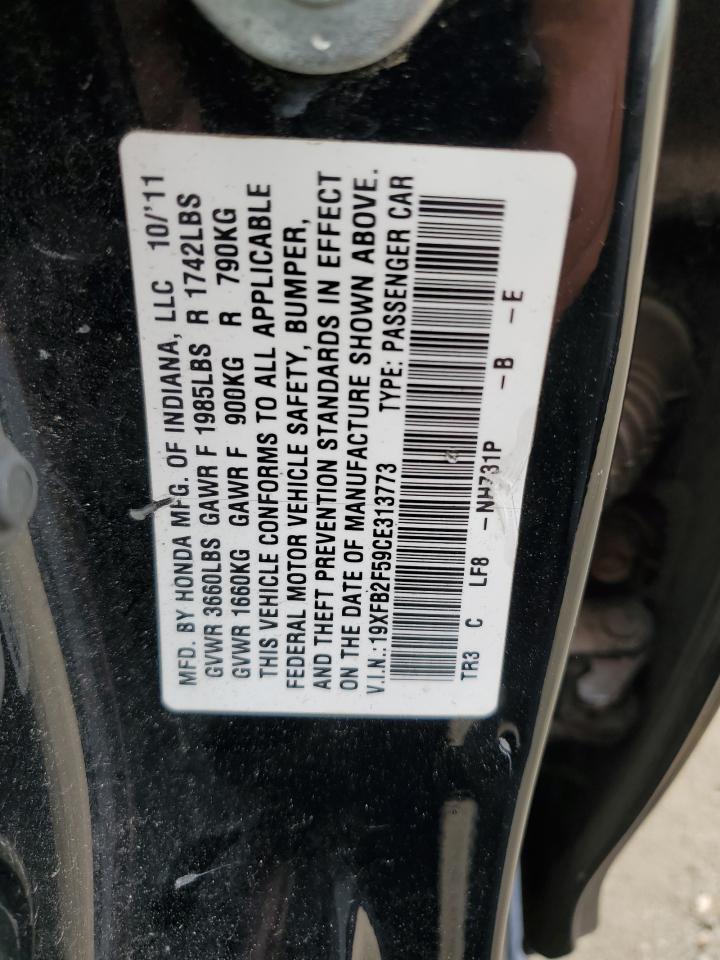 MFD. BY HONDA MFG. OF INDIANA, LLC 10/'11
GVWR 3660LBS GAWR F 1985LBS R 1742LBS
GVWR 1660KG GAWR F 900KG R 790KG
THIS VEHICLE CONFORMS TO ALL APPLICABLE
FEDERAL MOTOR VEHICLE SAFETY, BUMPER,
AND THEFT PREVENTION STANDARDS IN EFFECT
ON THE DATE OF MANUFACTURE SHOWN ABOVE.
V.I.N.:19XFB2F59CE313773 TYPE: PASSENGER CAR
TR3 C LF8 -NH731P -B -E